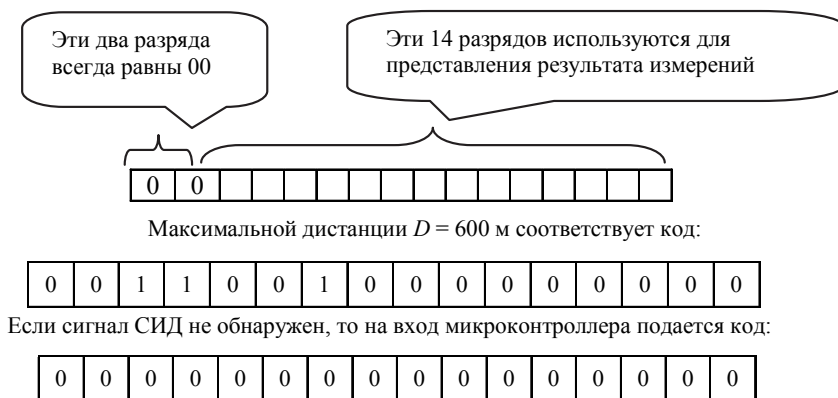 Эти два разряда
всегда равны 00
Эти 14 разрядов используются для
представления результата измерений
0 0
Максимальной дистанции D = 600 м соответствует код:
0 0 1 1 0 0 1 0 0 0 0 0 0 0 0 0
Если сигнал СИД не обнаружен, то на вход микроконтроллера подается код:
0 0 0 0 0 0 0 0 0 0 0 0 0 0 0 0